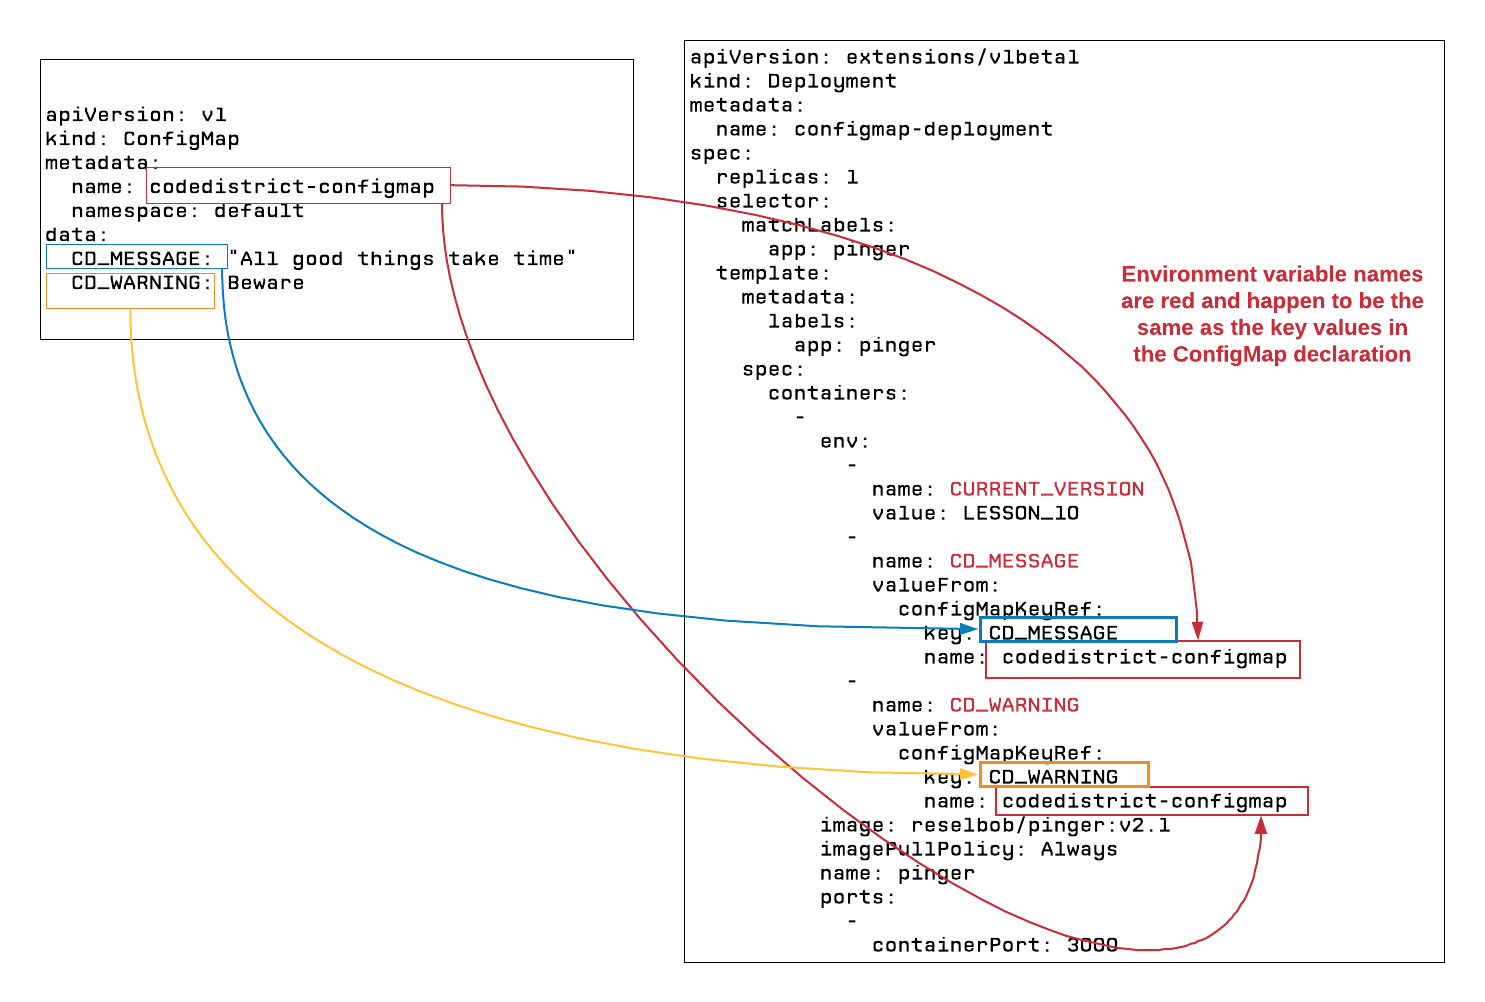 apiVersion: v1
kind: ConfigMap
metadata:
  name: codedistrict-configmap
  namespace: default
data:
  CD_MESSAGE: "All good things take time"
  CD_WARNING: Beware
apiVersion: extensions/v1beta1
kind: Deployment
metadata:
  name: configmap-deployment
spec:
  replicas: 1
  selector:
    matchLabels:
      app: pinger
  template:
    metadata:
      labels:
        app: pinger
    spec:
      containers:
        -
          env:
            -
              name: CURRENT_VERSION
              value: LESSON_10
            -
              name: CD_MESSAGE
              valueFrom:
                configMapKeyRef:
                  key: CD_MESSAGE
                  name: codedistrict-configmap
            -
              name: CD_WARNING
              valueFrom:
                configMapKeyRef:
                  key: CD_WARNING
                  name: codedistrict-configmap
          image: reselbob/pinger:v2.1
          imagePullPolicy: Always
          name: pinger
          ports:
            -
              containerPort: 3000
Environment variable names
are red and happen to be the
same as the key values in
the ConfigMap declaration